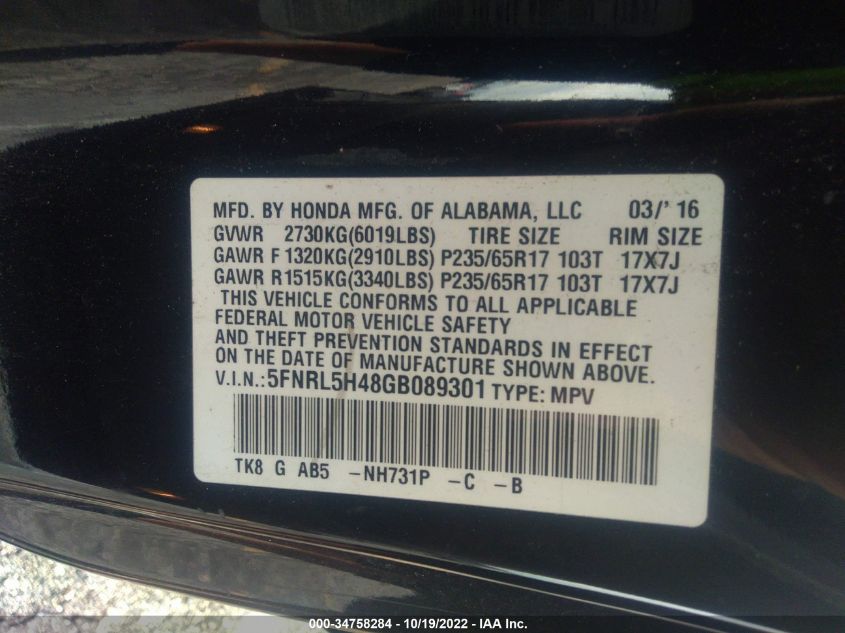 MFD. BY HONDA MFG. OF ALABAMA, LLC 03/'16
GVWR 2730KG(6019LBS) TIRE SIZE RIM SIZE
GAWR F 1320KG(2910LBS) P235/65R17 103T 17X7J
GAWR R1515KG(3340LBS) P235/65R17 103T 17X7J
THIS VEHICLE CONFORMS TO ALL APPLICABLE
FEDERAL MOTOR VEHICLE SAFETY
AND THEFT PREVENTION STANDARDS IN EFFECT
ON THE DATE OF MANUFACTURE SHOWN ABOVE.
V.I.N.:5FNRL5H48GB089301 TYPE: MPV
TK8 G AB5 -NH731P -C -B
000-34758284 - 10/19/2022 - IAA Inc.